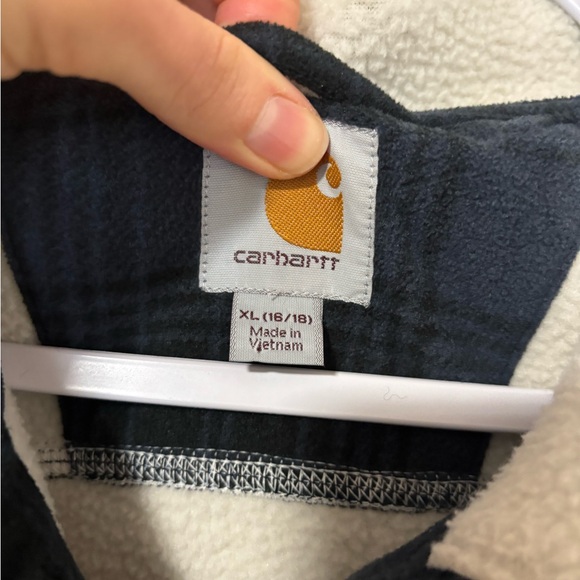 carhartt
XL (16/18)
Made in
Vietnam